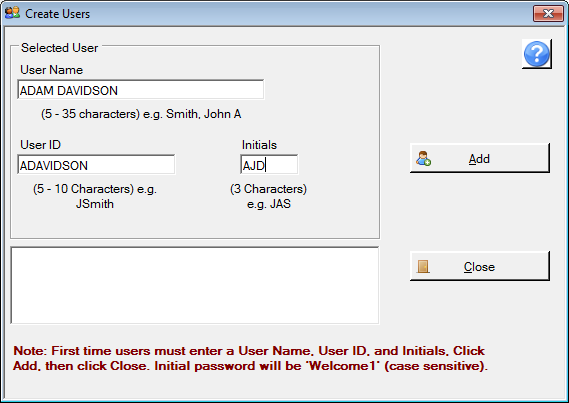 Create Users
Selected User
User Name
ADAM DAVIDSON
(5 - 35 characters) e.g. Smith, John A
User ID
Initials
ADAVIDSON
AJD
(5 - 10 Characters) e.g.
JSmith
(3 Characters)
e.g. JAS
?
Add
Close
Note: First time users must enter a User Name, User ID, and Initials, Click
Add, then click Close. Initial password will be "Welcome1" (case sensitive).